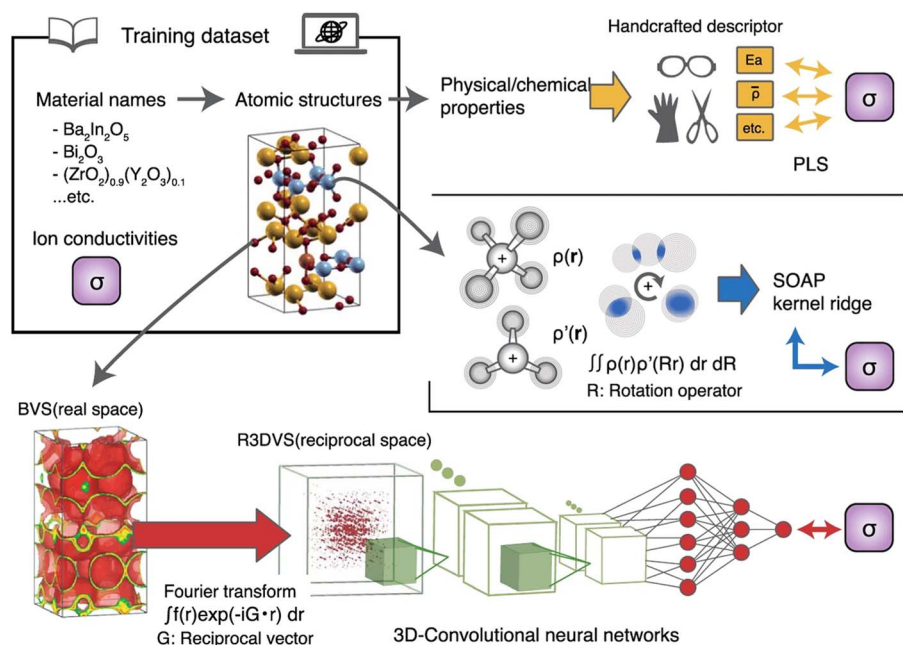 Training dataset
Material names
Atomic structures
- Ba₂In₂O₅
- Bi₂O₃
- (ZrO₂)₀.₉(Y₂O₃)₀.₁
...etc.
Ion conductivities
σ
Physical/chemical
properties
Handcrafted descriptor
Ea
ρ̄
etc.
σ
PLS
+
ρ(r)
+
ρ'(r)
+
∫∫ρ(r)ρ'(Rr) dr dR
R: Rotation operator
SOAP
kernel ridge
σ
BVS(real space)
R3DVS(reciprocal space)
Fourier transform
∫f(r)exp(-iG•r) dr
G: Reciprocal vector
σ
3D-Convolutional neural networks